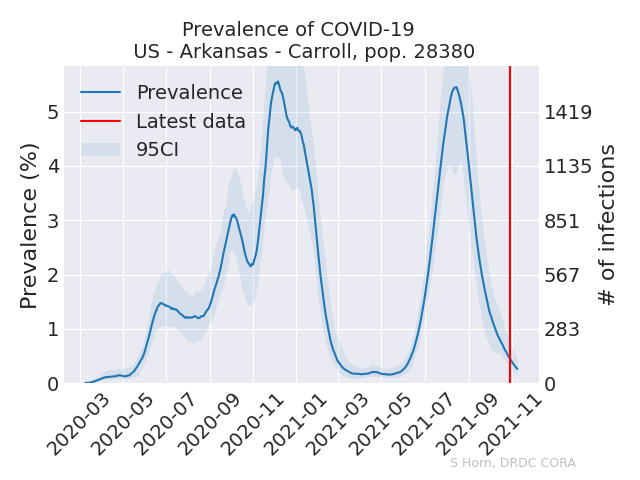 Prevalence of COVID-19
US - Arkansas - Carroll, pop. 28380
Prevalence
Latest data
95CI
Prevalence (%)
5
4
3
2
1
0
1419
1135
851
567
283
0
# of infections
2020-03
2020-05
2020-07
2020-09
2020-11
2021-01
2021-03
2021-05
2021-07
2021-09
2021-11
S Horn, DRDC CORA